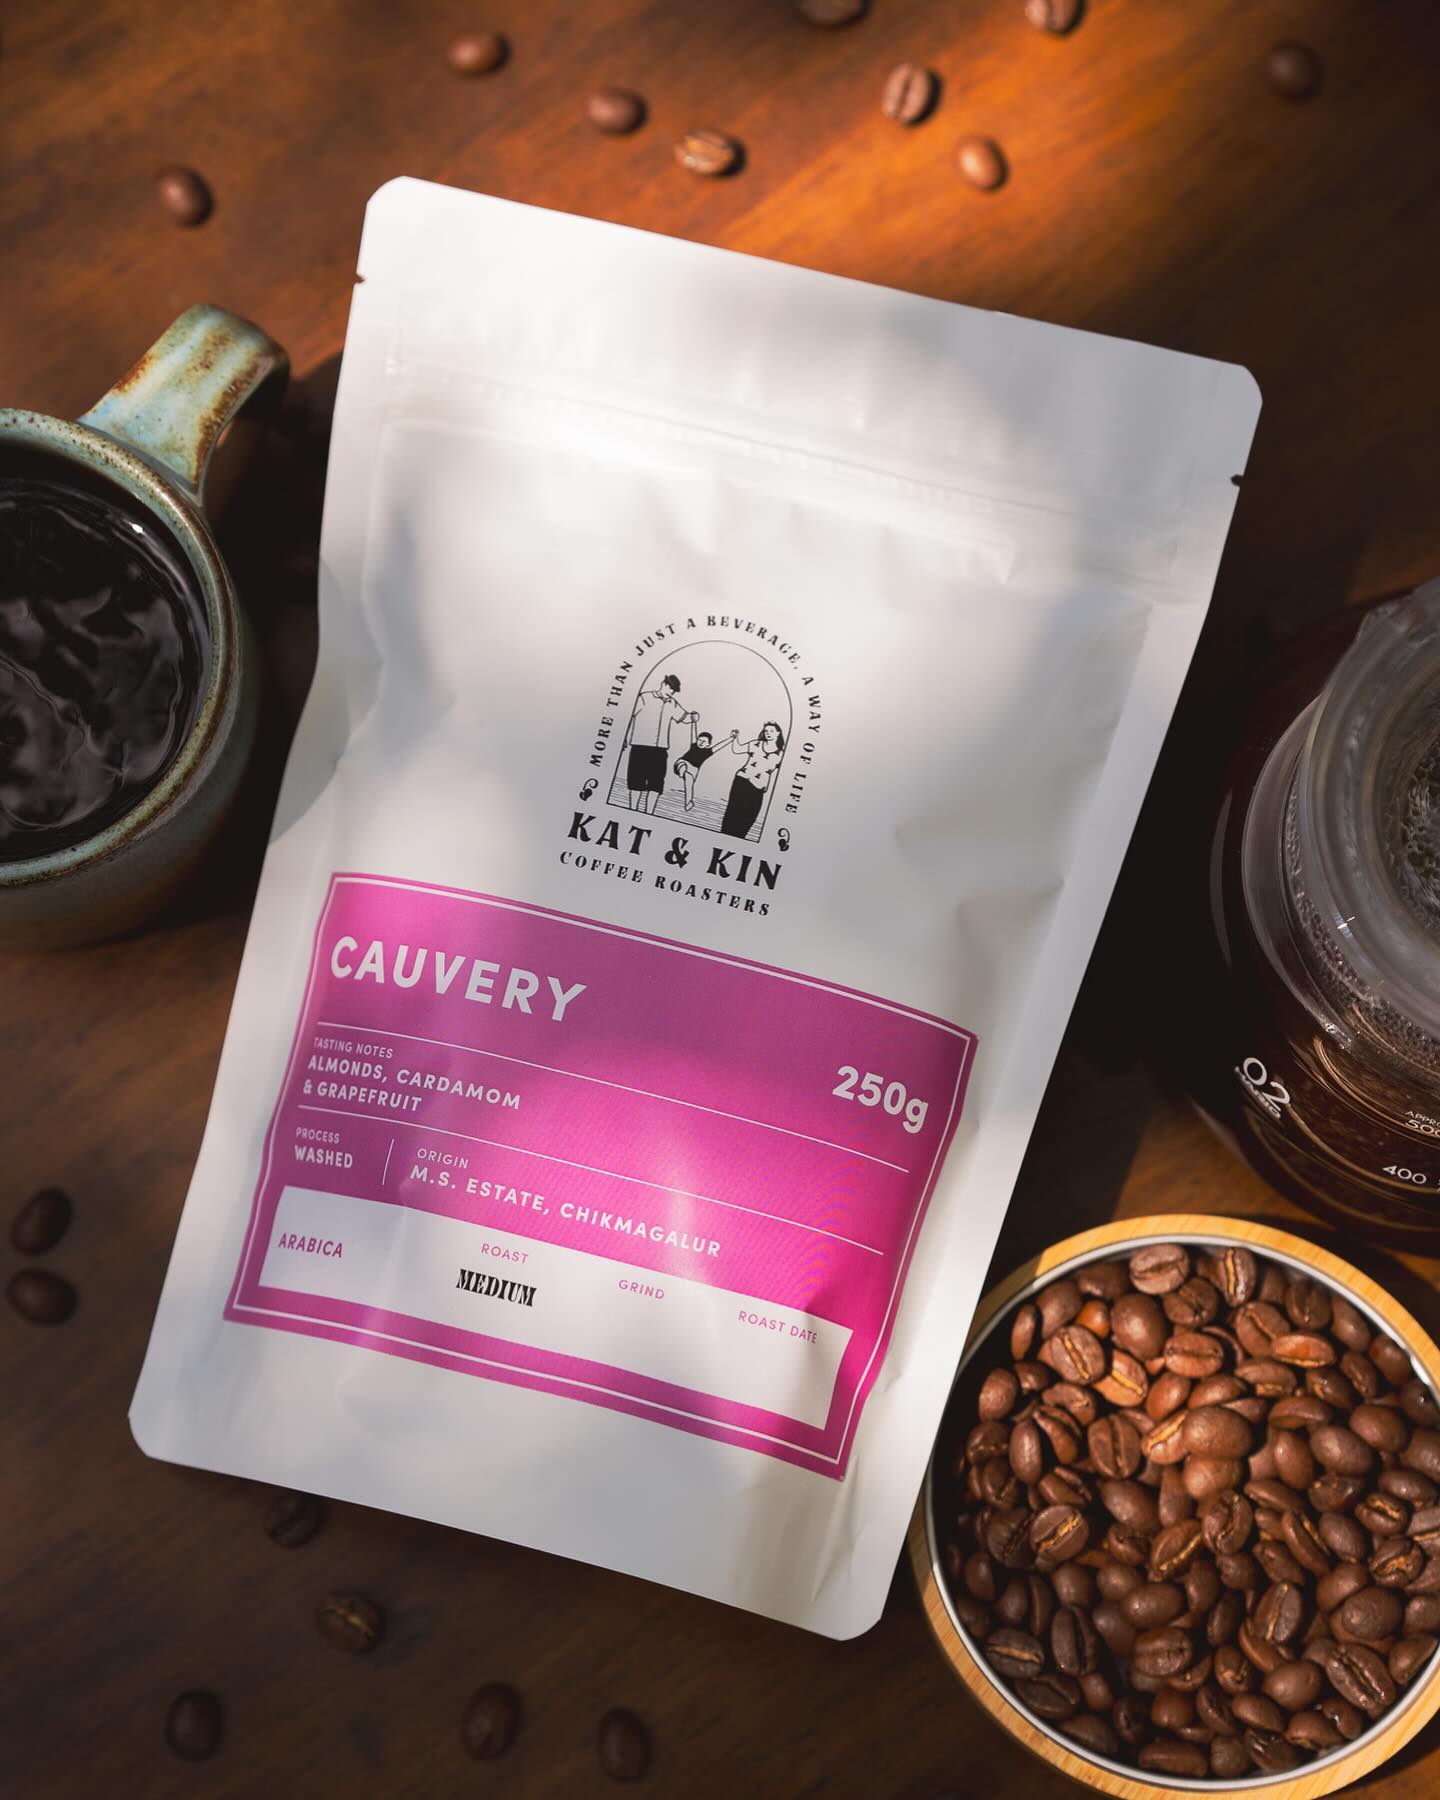 MORE THAN JUST A BEVERAGE, A WAY OF LIFE
KAT & KIN
COFFEE ROASTERS
CAUVERY
250g
TASTING NOTES
ALMONDS, CARDAMOM
& GRAPEFRUIT
PROCESS
WASHED
ORIGIN
M.S. ESTATE, CHIKMAGALUR
ARABICA
ROAST
MEDIUM
GRIND
ROAST DATE
02
400